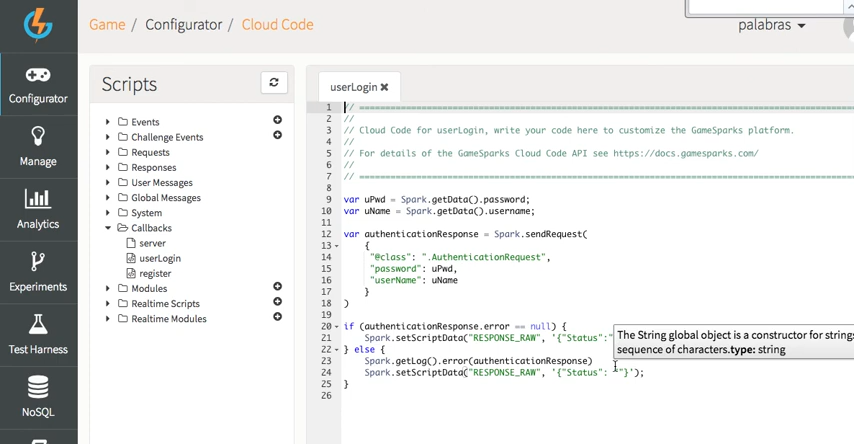 Game / Configurator / Cloud Code
palabras
Configurator
Manage
Analytics
Experiments
Test Harness
NoSQL
Scripts
Events
Challenge Events
Requests
Responses
User Messages
Global Messages
System
Callbacks
server
userLogin
register
Modules
Realtime Scripts
Realtime Modules
userLogin
1 // =====================================================================
2 //
3 // Cloud Code for userLogin, write your code here to customize the GameSparks platform.
4 //
5 // For details of the GameSparks Cloud Code API see https://docs.gamesparks.com/
6 //
7 // =====================================================================
8
9 var uPwd = Spark.getData().password;
10 var uName = Spark.getData().username;
11
12 var authenticationResponse = Spark.sendRequest(
13 {
14 "@class": ".AuthenticationRequest",
15 "password": uPwd,
16 "userName": uName
17 }
18 )
19
20 if (authenticationResponse.error == null) {
21 Spark.setScriptData("RESPONSE_RAW", '{"Status":"
22 } else {
23 Spark.getLog().error(authenticationResponse)
24 Spark.setScriptData("RESPONSE_RAW", '{"Status": ""}');
25 }
26
The String global object is a constructor for strings
sequence of characters.type: string